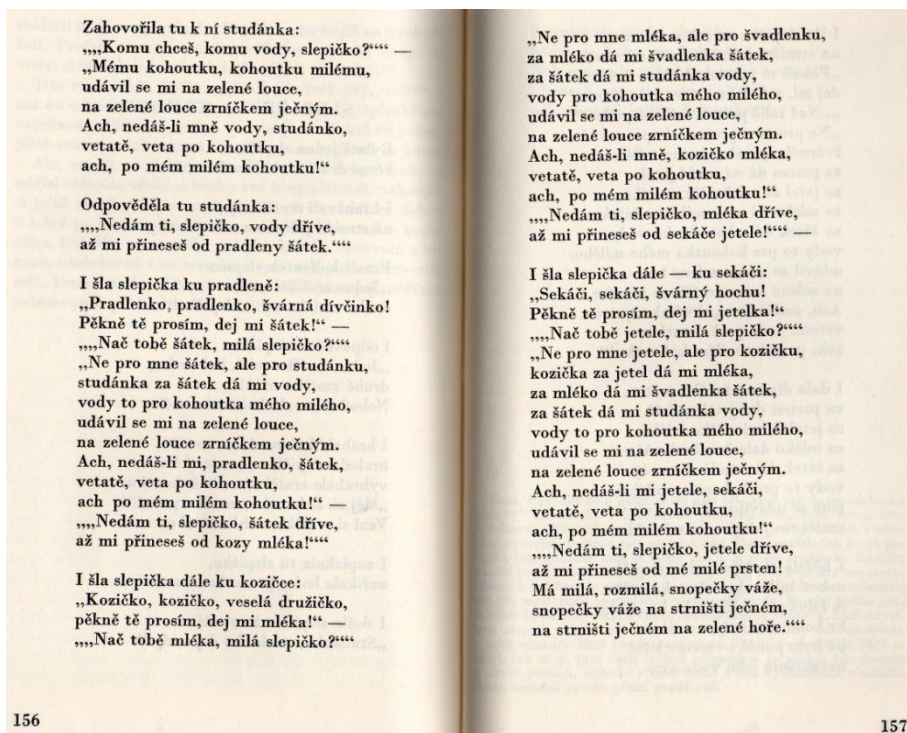 Zahovořila tu k ní studánka:
„„Komu chceš, komu vody, slepičko?““ —
„Mému kohoutku, kohoutku milému,
udávil se mi na zelené louce,
na zelené louce zrníčkem ječným.
Ach, nedáš-li mně vody, studánko,
vetatě, veta po kohoutku,
ach, po mém milém kohoutku!“
Odpověděla tu studánka:
„„Nedám ti, slepičko, vody dříve,
až mi přineseš od pradleny šátek.““
I šla slepička ku pradleně:
„Pradlenko, pradlenko, švárná dívčinko!
Pěkně tě prosím, dej mi šátek!“ —
„„Nač tobě šátek, milá slepičko?““
„Ne pro mne šátek, ale pro studánku,
studánka za šátek dá mi vody,
vody to pro kohoutka mého milého,
udávil se mi na zelené louce,
na zelené louce zrníčkem ječným.
Ach, nedáš-li mi, pradlenko, šátek,
vetatě, veta po kohoutku,
ach po mém milém kohoutku!“ —
„„Nedám ti, slepičko, šátek dříve,
až mi přineseš od kozy mléka!““
I šla slepička dále ku kozičce:
„Kozičko, kozičko, veselá družičko,
pěkně tě prosím, dej mi mléka!“ —
„„Nač tobě mléka, milá slepičko?““
156
„Ne pro mne mléka, ale pro švadlenku,
za mléko dá mi švadlenka šátek,
za šátek dá mi studánka vody,
vody pro kohoutka mého milého,
udávil se mi na zelené louce,
na zelené louce zrníčkem ječným.
Ach, nedáš-li mně, kozičko mléka,
vetatě, veta po kohoutku,
ach, po mém milém kohoutku!“
„„Nedám ti, slepičko, mléka dříve,
až mi přineseš od sekáče jetele!““ —
I šla slepička dále — ku sekáči:
„Sekáči, sekáči, švárný hochu!
Pěkně tě prosím, dej mi jetelka!“
„„Nač tobě jetele, milá slepičko?““
„Ne pro mne jetele, ale pro kozičku,
kozička za jetel dá mi mléka,
za mléko dá mi švadlenka šátek,
za šátek dá mi studánka vody,
vody to pro kohoutka mého milého,
udávil se mi na zelené louce,
na zelené louce zrníčkem ječným.
Ach, nedáš-li mi jetele, sekáči,
vetatě, veta po kohoutku,
ach, po mém milém kohoutku!“
„„Nedám ti, slepičko, jetele dříve,
až mi přineseš od mé milé prsten!
Má milá, rozmilá, snopečky váže,
snopečky váže na strništi ječném,
na strništi ječném na zelené hoře.““
157